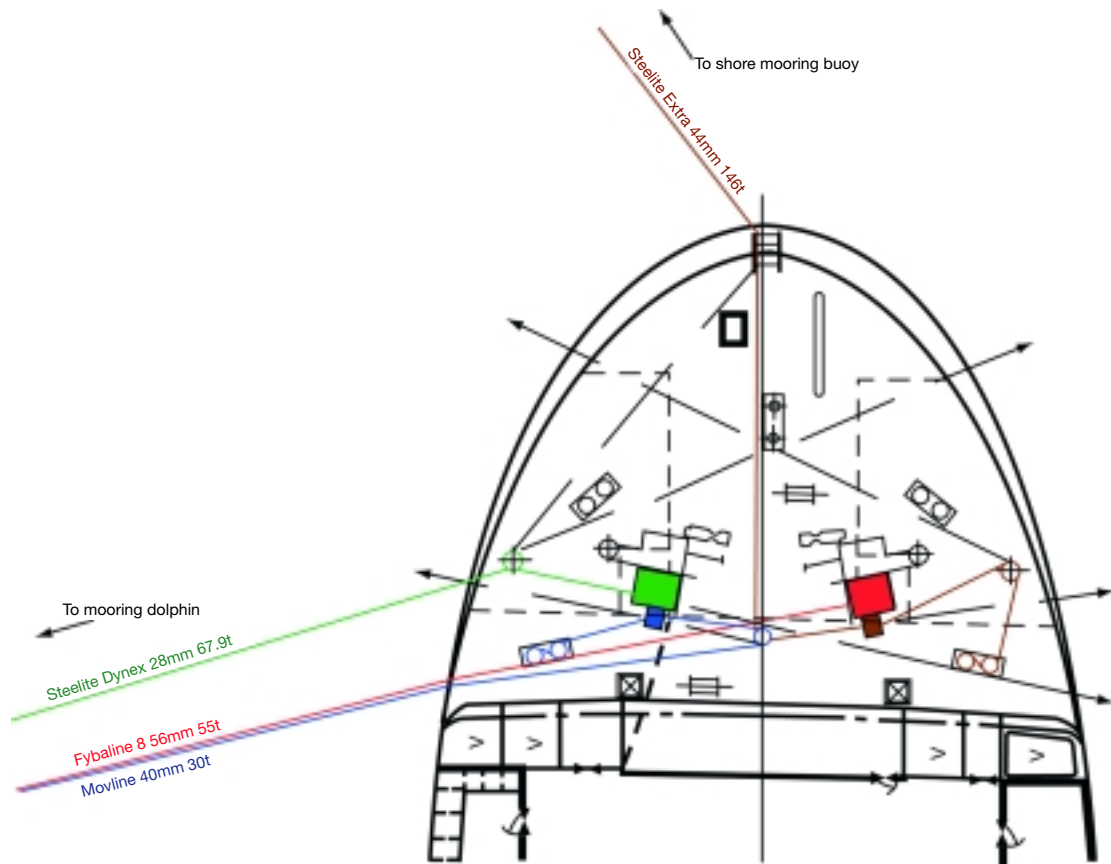 To shore mooring buoy
Steelite Extra 44mm 146t
To mooring dolphin
Steelite Dynex 28mm 67.9t
Fybaline 8 56mm 55t
Movline 40mm 30t